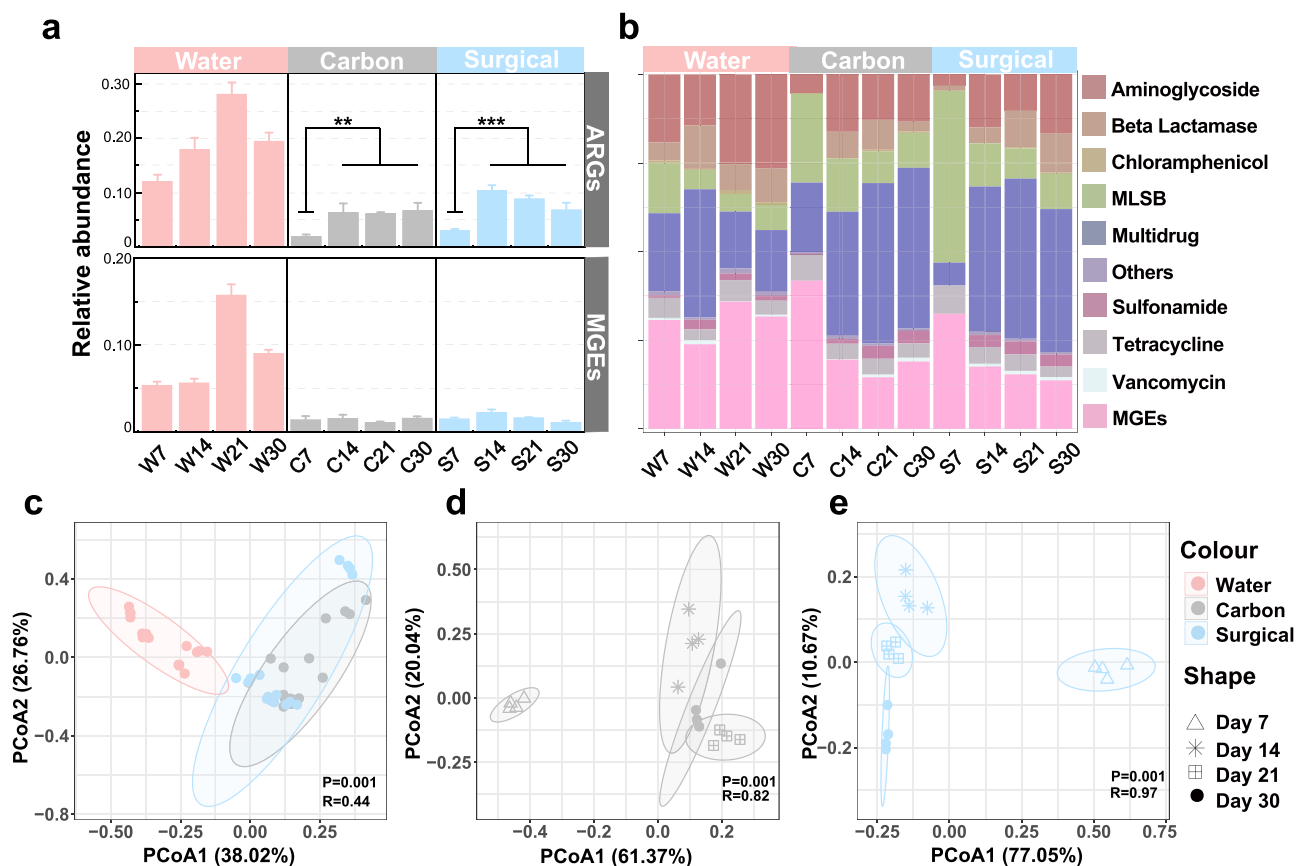 a
Water
Carbon
Surgical
Relative abundance
0.30
0.20
0.10
0
**
***
ARGs
0.20
0.10
0
MGEs
W7
W14
W21
W30
C7
C14
C21
C30
S7
S14
S21
S30
b
Water
Carbon
Surgical
W7
W14
W21
W30
C7
C14
C21
C30
S7
S14
S21
S30
Aminoglycoside
Beta Lactamase
Chloramphenicol
MLSB
Multidrug
Others
Sulfonamide
Tetracycline
Vancomycin
MGEs
c
PCoA2 (26.76%)
0.4
0.0
−0.4
−0.8
P=0.001
R=0.44
−0.50
−0.25
0.00
0.25
PCoA1 (38.02%)
d
PCoA2 (20.04%)
0.50
0.25
0.00
−0.25
P=0.001
R=0.82
−0.4
0.0
0.2
PCoA1 (61.37%)
e
PCoA2 (10.67%)
0.2
0.0
−0.2
P=0.001
R=0.97
−0.25
0.00
0.50
0.75
PCoA1 (77.05%)
Colour
Water
Carbon
Surgical
Shape
Day 7
Day 14
Day 21
Day 30